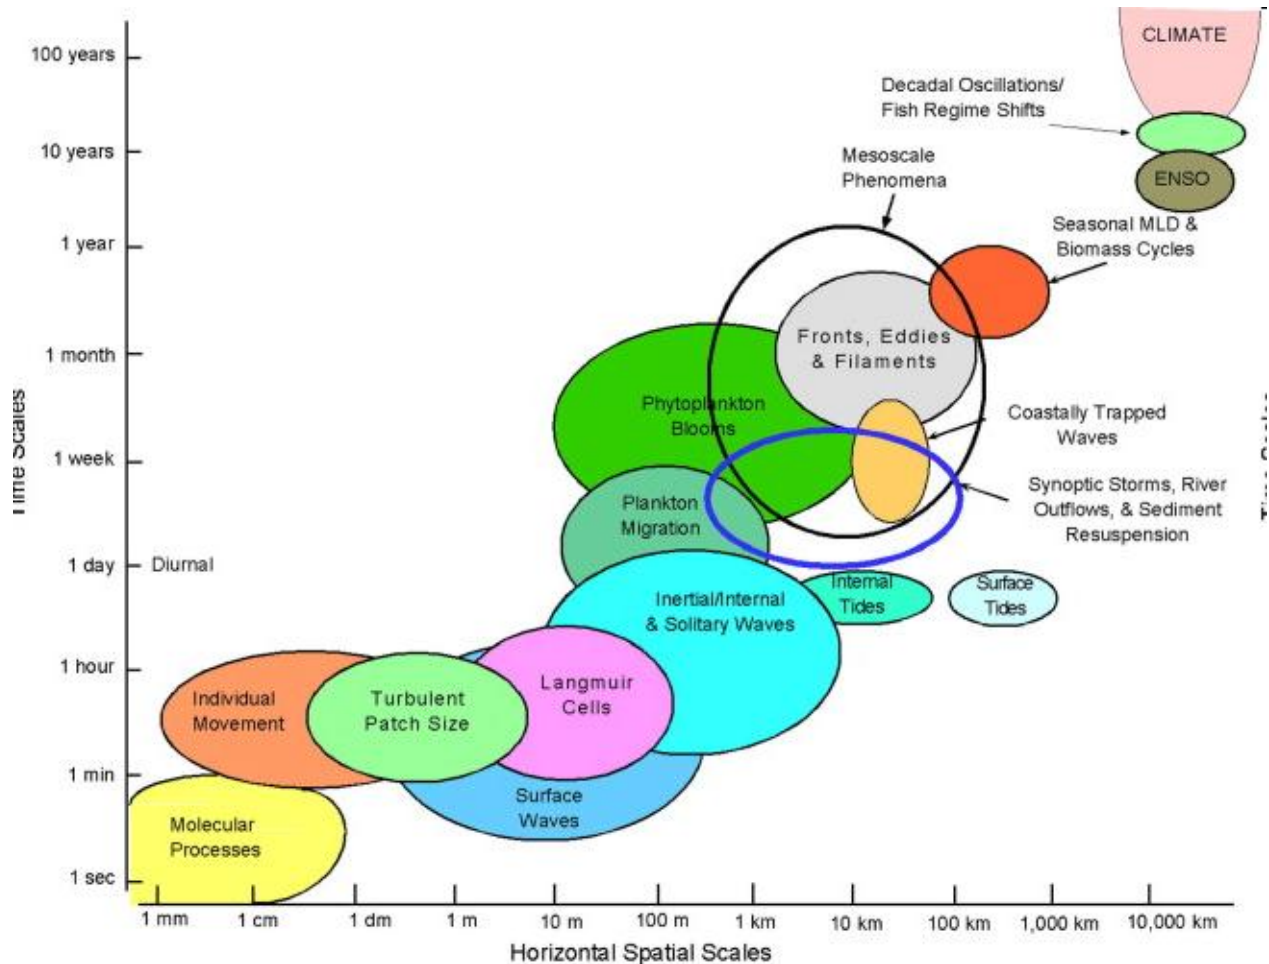 CLIMATE
100 years
Decadal Oscillations/
Fish Regime Shifts
10 years
Mesoscale
Phenomena
ENSO
1 year
Seasonal MLD &
Biomass Cycles
Fronts, Eddies
& Filaments
1 month
Time Scales
Phytoplankton
Blooms
Coastally Trapped
Waves
1 week
Synoptic Storms, River
Outflows, & Sediment
Resuspension
Plankton
Migration
1 day
Diurnal
Internal
Tides
Surface
Tides
Inertial/Internal
& Solitary Waves
1 hour
Individual
Movement
Turbulent
Patch Size
Langmuir
Cells
1 min
Surface
Waves
Molecular
Processes
1 sec
1 mm
1 cm
1 dm
1 m
10 m
100 m
1 km
10 km
100 km
1,000 km
10,000 km
Horizontal Spatial Scales